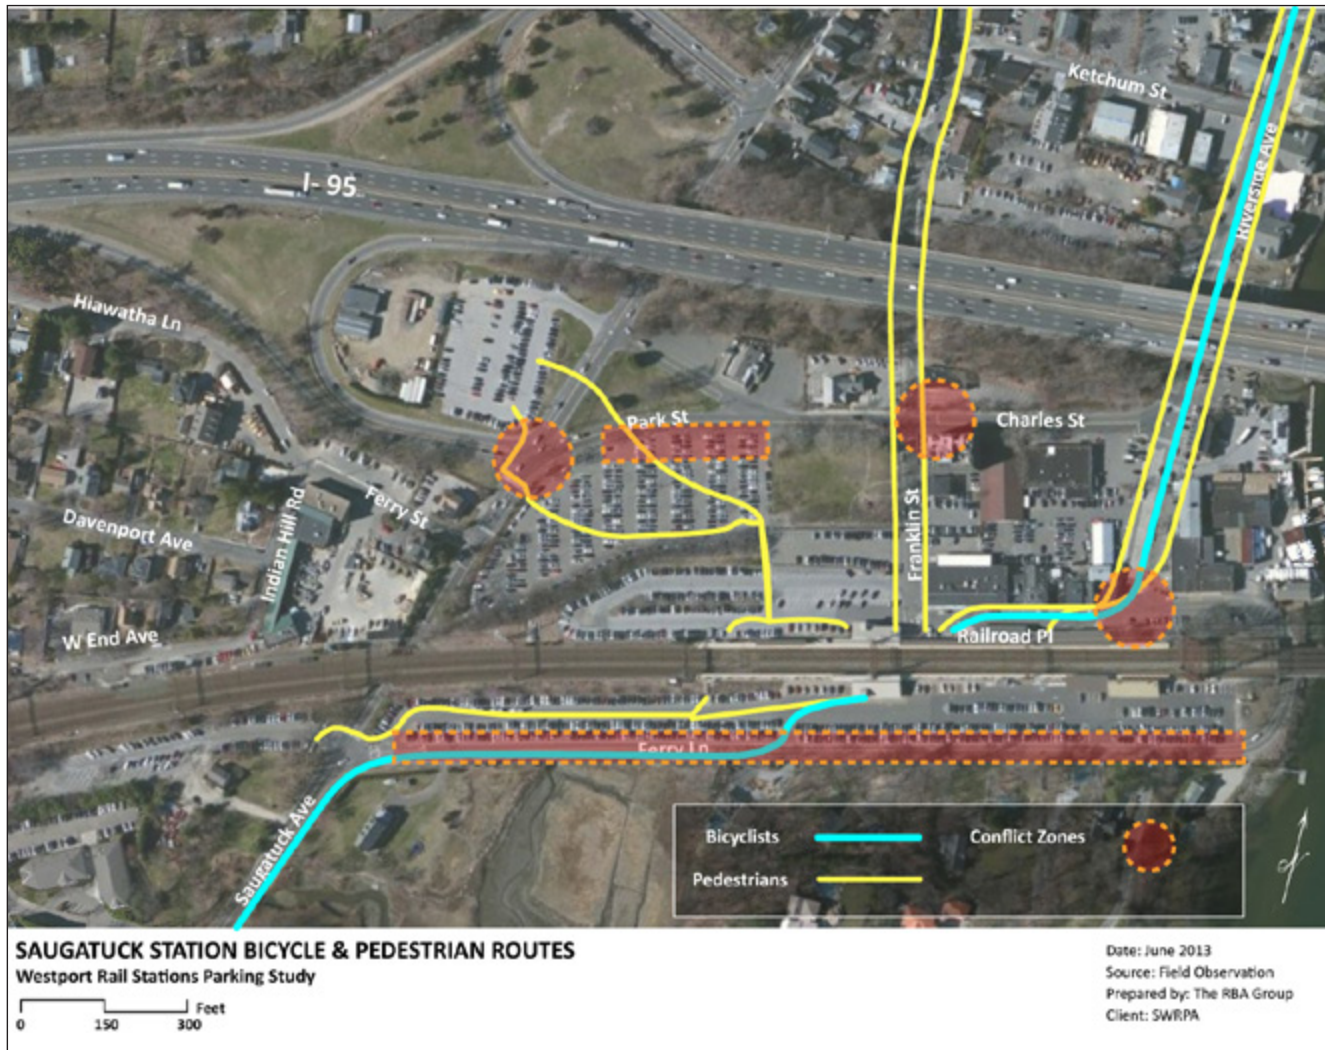 Ketchum St
Riverside Ave
I-95
Hiawatha Ln
Park St
Charles St
Ferry St
Davenport Ave
Indian Hill Rd
Franklin St
W End Ave
Railroad Pl
Ferry Ln
Saugatuck Ave
Bicyclists
Conflict Zones
Pedestrians
SAUGATUCK STATION BICYCLE & PEDESTRIAN ROUTES
Westport Rail Stations Parking Study
Feet
0 150 300
Date: June 2013
Source: Field Observation
Prepared by: The RBA Group
Client: SWRPA